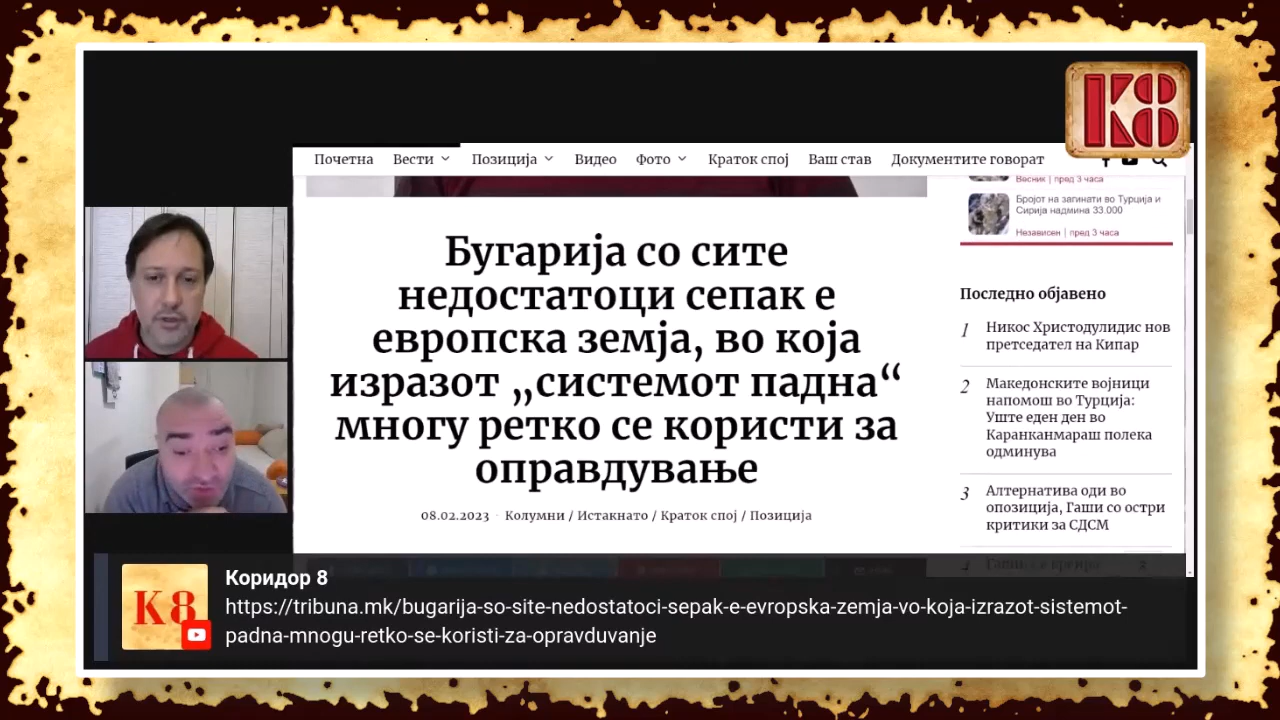 K8
Почетна Вести Позиција Видео Фото Краток спој Ваш став Документите говорат
Весник | пред 3 часа
Бројот на загинати во Турција и
Сирија надмина 33.000
Независен | пред 3 часа
Бугарија со сите
недостатоци сепак е
европска земја, во која
изразот „системот падна“
многу ретко се користи за
оправдување
08.02.2023 - Колумни / Истакнато / Краток спој / Позиција
Последно објавено
1 Никос Христодулидис нов
претседател на Кипар
2 Македонските војници
напомош во Турција:
Уште еден ден во
Каранканмараш полека
одминува
3 Алтернатива оди во
опозиција, Гаши со остри
критики за СДСМ
K8
Коридор 8
https://tribuna.mk/bugarija-so-site-nedostatoci-sepak-e-evropska-zemja-vo-koja-izrazot-sistemot-
padna-mnogu-retko-se-koristi-za-opravduvanje